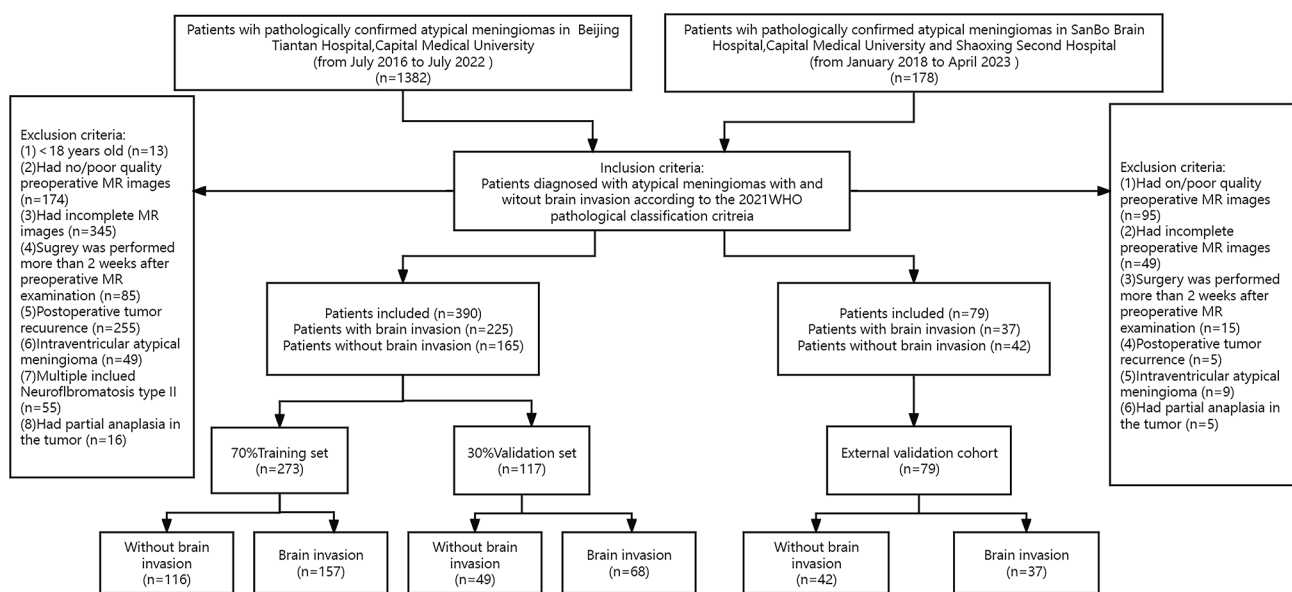 Patients wih pathologically confirmed atypical meningiomas in Beijing
Tiantan Hospital,Capital Medical University
(from July 2016 to July 2022 )
(n=1382)
Patients wih pathologically confirmed atypical meningiomas in SanBo Brain
Hospital,Capital Medical University and Shaoxing Second Hospital
(from January 2018 to April 2023 )
(n=178)
Exclusion criteria:
(1) < 18 years old (n=13)
(2)Had no/poor quality
preoperative MR images
(n=174)
(3)Had incomplete MR
images (n=345)
(4)Sugrey was performed
more than 2 weeks after
preoperative MR
examination (n=85)
(5)Postoperative tumor
recuurence (n=255)
(6)Intraventricular atypical
meningioma (n=49)
(7)Multiple inclued
Neuroflbromatosis type II
(n=55)
(8)Had partial anaplasia in
the tumor (n=16)
Inclusion criteria:
Patients diagnosed with atypical meningiomas with and
witout brain invasion according to the 2021WHO
pathological classification critreia
Exclusion criteria:
(1)Had on/poor quality
preoperative MR images
(n=95)
(2)Had incomplete
preoperative MR images
(n=49)
(3)Surgery was performed
more than 2 weeks after
preoperative MR
examination (n=15)
(4)Postoperative tumor
recurrence (n=5)
(5)Intraventricular atypical
meningioma (n=9)
(6)Had partial anaplasia in
the tumor (n=5)
Patients included (n=390)
Patients with brain invasion (n=225)
Patients without brain invasion (n=165)
Patients included (n=79)
Patients with brain invasion (n=37)
Patients without brain invasion (n=42)
70%Training set
(n=273)
30%Validation set
(n=117)
External validation cohort
(n=79)
Without brain
invasion
(n=116)
Brain invasion
(n=157)
Without brain
invasion
(n=49)
Brain invasion
(n=68)
Without brain
invasion
(n=42)
Brain invasion
(n=37)